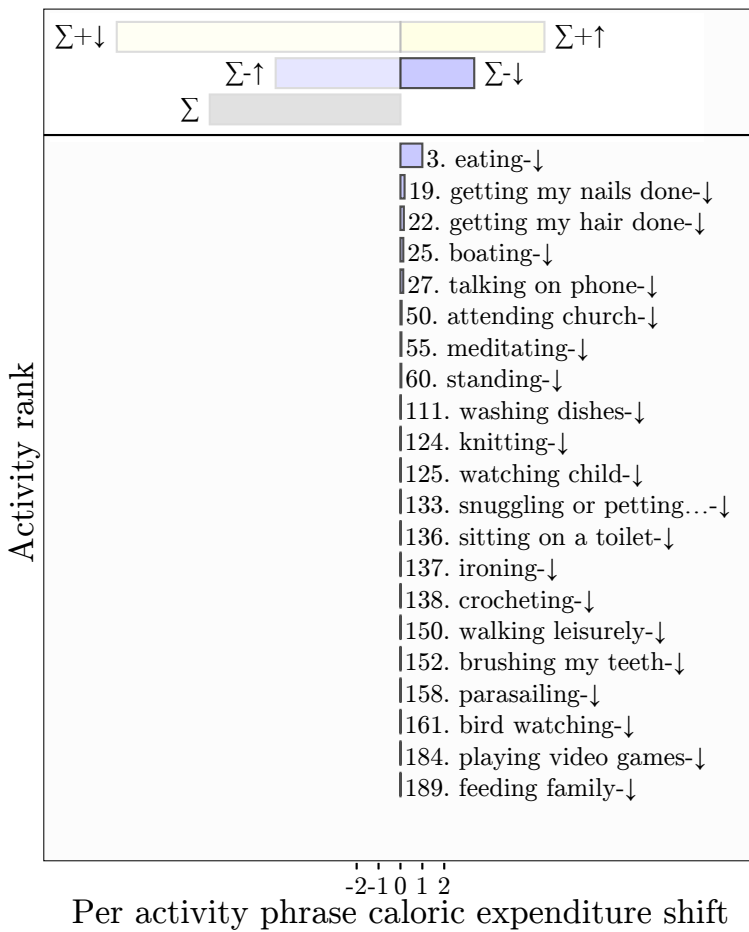 ∑+↓ ∑+↑
∑-↑ ∑-↓
∑
3. eating-↓
19. getting my nails done-↓
22. getting my hair done-↓
25. boating-↓
27. talking on phone-↓
50. attending church-↓
55. meditating-↓
60. standing-↓
111. washing dishes-↓
124. knitting-↓
125. watching child-↓
133. snuggling or petting...-↓
136. sitting on a toilet-↓
137. ironing-↓
138. crocheting-↓
150. walking leisurely-↓
152. brushing my teeth-↓
158. parasailing-↓
161. bird watching-↓
184. playing video games-↓
189. feeding family-↓
Activity rank
-2 -1 0 1 2
Per activity phrase caloric expenditure shift